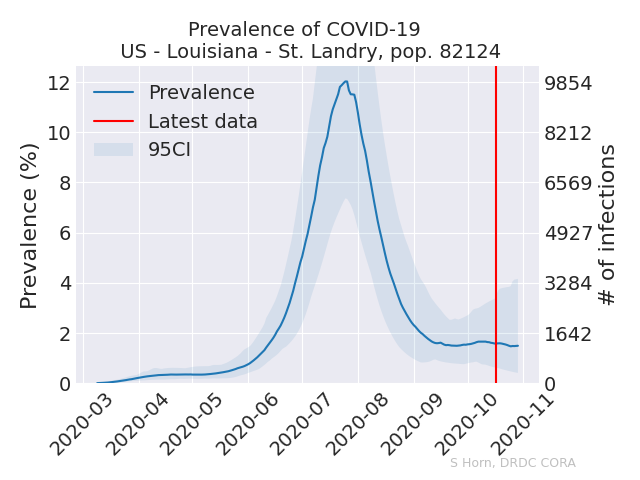 Prevalence of COVID-19
US - Louisiana - St. Landry, pop. 82124
Prevalence (%)
12
10
8
6
4
2
0
Prevalence
Latest data
95CI
9854
8212
6569
4927
3284
1642
0
# of infections
2020-03
2020-04
2020-05
2020-06
2020-07
2020-08
2020-09
2020-10
2020-11
S Horn, DRDC CORA